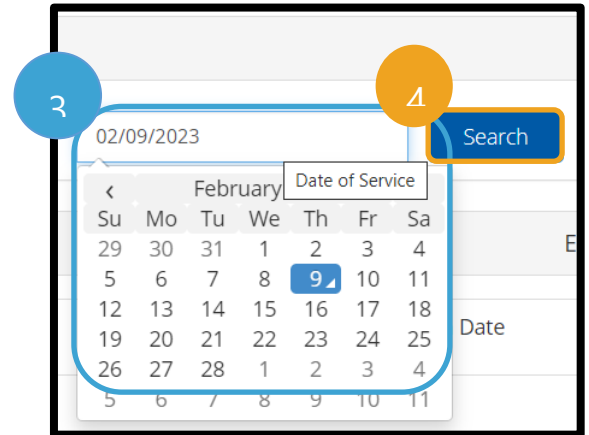 3
4
02/09/2023
Search
Date of Service
‹ February
Su Mo Tu We Th Fr Sa
29 30 31 1 2 3 4
5 6 7 8 9 10 11
12 13 14 15 16 17 18
19 20 21 22 23 24 25
26 27 28 1 2 3 4
5 6 7 8 9 10 11
E
Date